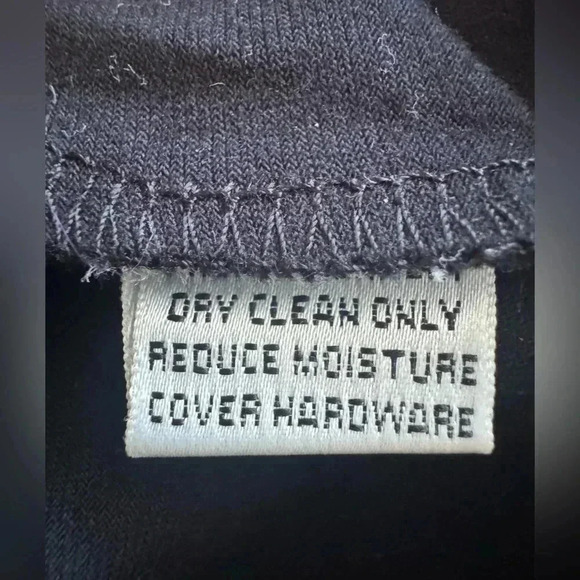 DRY CLEAN ONLY
REDUCE MOISTURE
COVER HARDWARE